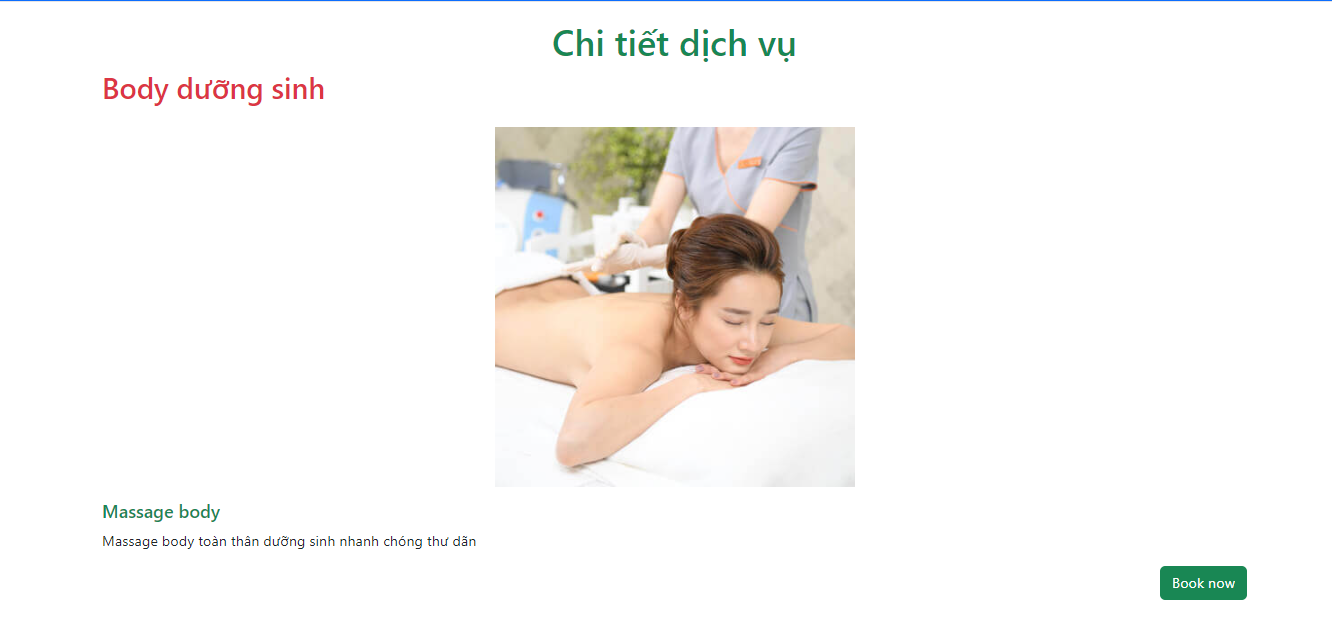 Chi tiết dịch vụ
Body dưỡng sinh
Massage body
Massage body toàn thân dưỡng sinh nhanh chóng thư dãn
Book now